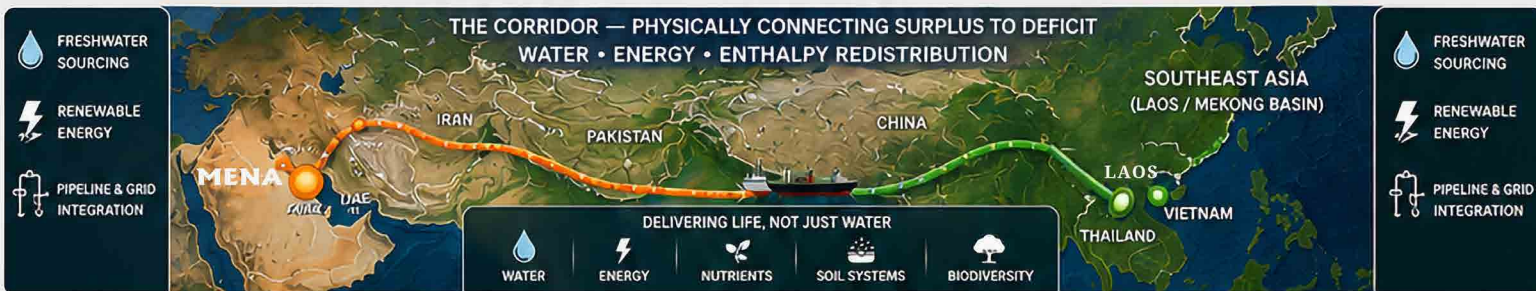 THE CORRIDOR — PHYSICALLY CONNECTING SURPLUS TO DEFICIT
WATER • ENERGY • ENTHALPY REDISTRIBUTION
FRESHWATER
SOURCING
RENEWABLE
ENERGY
PIPELINE & GRID
INTEGRATION
MENA
UAE
IRAN
PAKISTAN
CHINA
SOUTHEAST ASIA
(LAOS / MEKONG BASIN)
LAOS
VIETNAM
THAILAND
DELIVERING LIFE, NOT JUST WATER
WATER
ENERGY
NUTRIENTS
SOIL SYSTEMS
BIODIVERSITY
FRESHWATER
SOURCING
RENEWABLE
ENERGY
PIPELINE & GRID
INTEGRATION